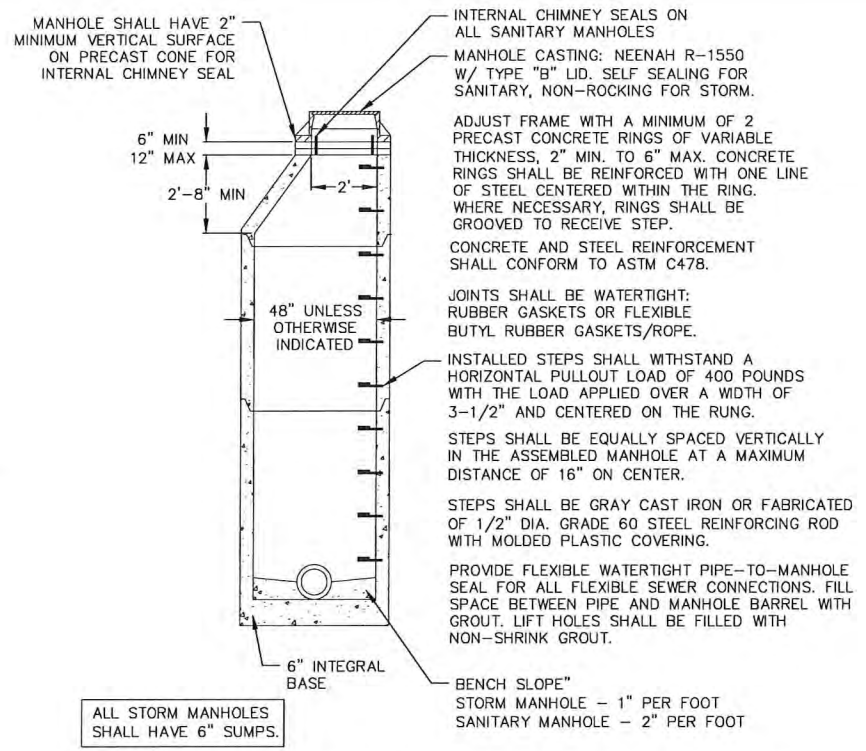 MANHOLE SHALL HAVE 2"
MINIMUM VERTICAL SURFACE
ON PRECAST CONE FOR
INTERNAL CHIMNEY SEAL
6" MIN
12" MAX
2'-8" MIN
2'
48" UNLESS
OTHERWISE
INDICATED
6" INTEGRAL
BASE
ALL STORM MANHOLES
SHALL HAVE 6" SUMPS.
INTERNAL CHIMNEY SEALS ON
ALL SANITARY MANHOLES
MANHOLE CASTING: NEENAH R-1550
W/ TYPE "B" LID. SELF SEALING FOR
SANITARY, NON-ROCKING FOR STORM.
ADJUST FRAME WITH A MINIMUM OF 2
PRECAST CONCRETE RINGS OF VARIABLE
THICKNESS, 2" MIN. TO 6" MAX. CONCRETE
RINGS SHALL BE REINFORCED WITH ONE LINE
OF STEEL CENTERED WITHIN THE RING.
WHERE NECESSARY, RINGS SHALL BE
GROOVED TO RECEIVE STEP.
CONCRETE AND STEEL REINFORCEMENT
SHALL CONFORM TO ASTM C478.
JOINTS SHALL BE WATERTIGHT:
RUBBER GASKETS OR FLEXIBLE
BUTYL RUBBER GASKETS/ROPE.
INSTALLED STEPS SHALL WITHSTAND A
HORIZONTAL PULLOUT LOAD OF 400 POUNDS
WITH THE LOAD APPLIED OVER A WIDTH OF
3-1/2" AND CENTERED ON THE RUNG.
STEPS SHALL BE EQUALLY SPACED VERTICALLY
IN THE ASSEMBLED MANHOLE AT A MAXIMUM
DISTANCE OF 16" ON CENTER.
STEPS SHALL BE GRAY CAST IRON OR FABRICATED
OF 1/2" DIA. GRADE 60 STEEL REINFORCING ROD
WITH MOLDED PLASTIC COVERING.
PROVIDE FLEXIBLE WATERTIGHT PIPE-TO-MANHOLE
SEAL FOR ALL FLEXIBLE SEWER CONNECTIONS. FILL
SPACE BETWEEN PIPE AND MANHOLE BARREL WITH
GROUT. LIFT HOLES SHALL BE FILLED WITH
NON-SHRINK GROUT.
BENCH SLOPE"
STORM MANHOLE - 1" PER FOOT
SANITARY MANHOLE - 2" PER FOOT